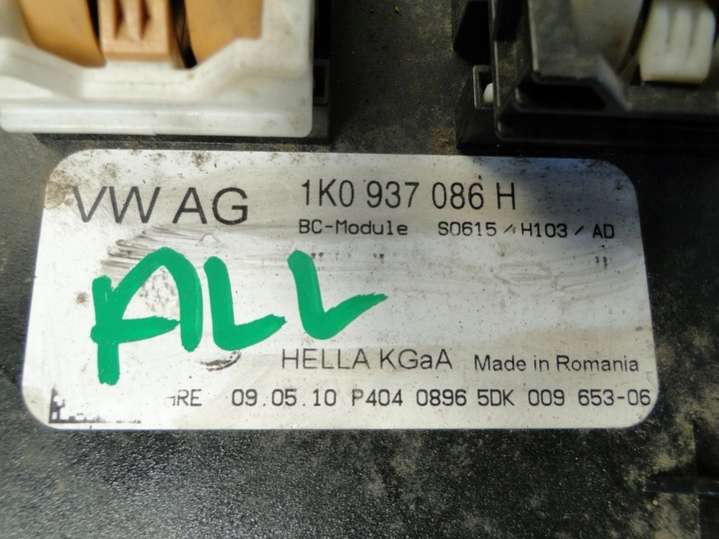 VW AG 1K0 937 086 H
BC-Module S0615 / H103 / AD
ALL
HELLA KGaA Made in Romania
HRE 09.05.10 P404 0896 5DK 009 653-06